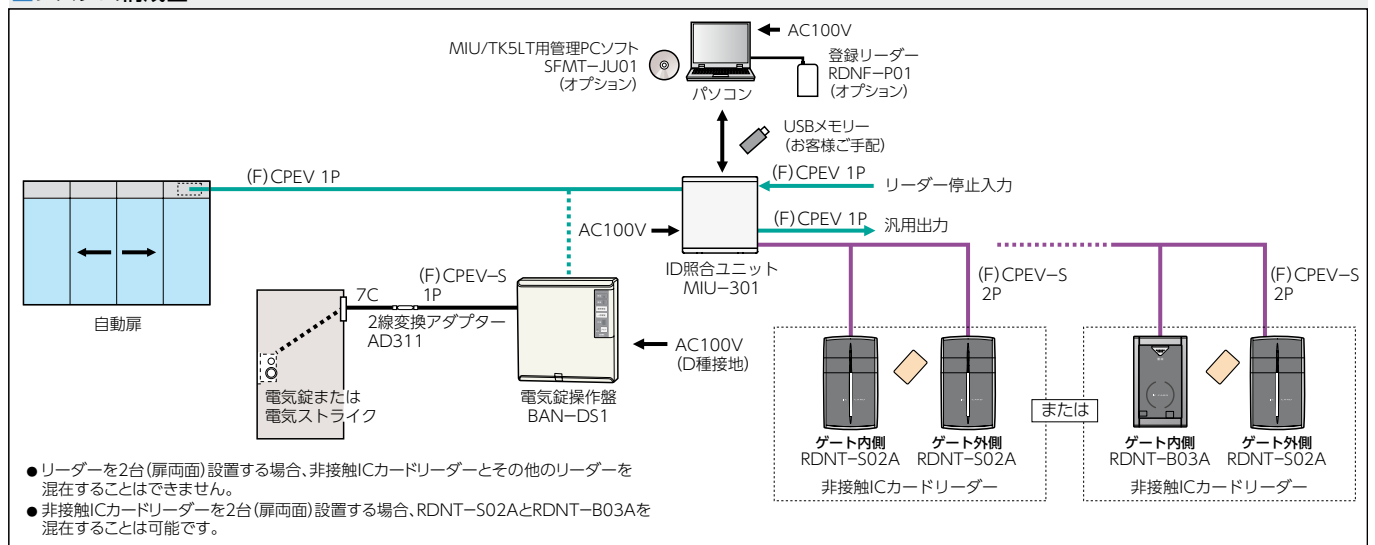 MIU/TK5LT用管理PCソフト
SFMT-JU01
(オプション)
パソコン
AC100V
登録リーダー
RDNF-P01
(オプション)
USBメモリー
(お客様ご手配)
(F)CPEV 1P
(F)CPEV 1P
リーダー停止入力
(F)CPEV 1P
汎用出力
AC100V
ID照合ユニット
MIU-301
自動扉
7C
(F)CPEV-S
1P
2線変換アダプター
AD311
AC100V
(D種接地)
電気錠または
電気ストライク
電気錠操作盤
BAN-DS1
(F)CPEV-S
2P
(F)CPEV-S
2P
ゲート内側
RDNT-S02A
ゲート外側
RDNT-S02A
非接触ICカードリーダー
または
ゲート内側
RDNT-B03A
ゲート外側
RDNT-S02A
非接触ICカードリーダー
●リーダーを2台(扉両面)設置する場合、非接触ICカードリーダーとその他のリーダーを
混在することはできません。
●非接触ICカードリーダーを2台(扉両面)設置する場合、RDNT-S02AとRDNT-B03Aを
混在することは可能です。